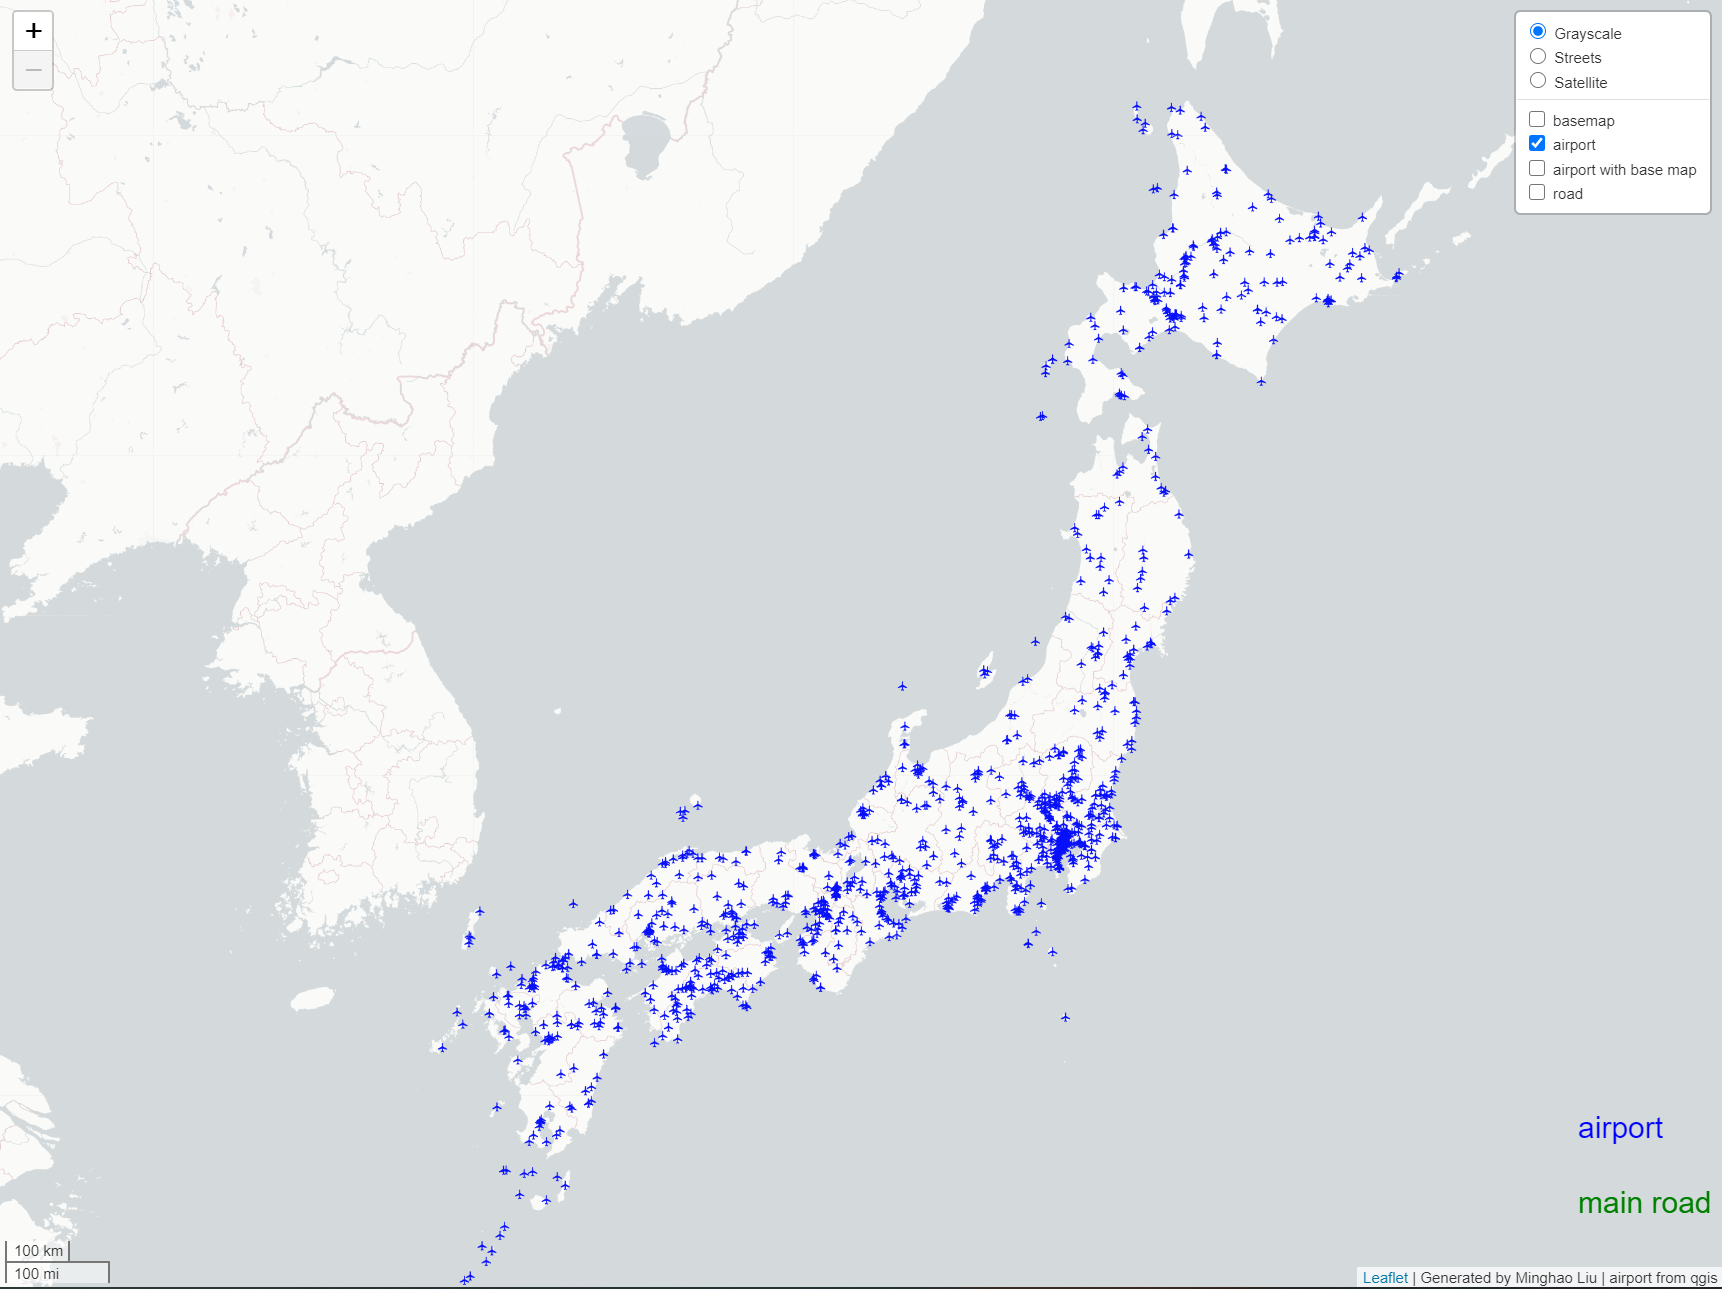 +
−
Grayscale
Streets
Satellite
basemap
airport
airport with base map
road
airport
main road
100 km
100 mi
Leaflet | Generated by Minghao Liu | airport from qgis